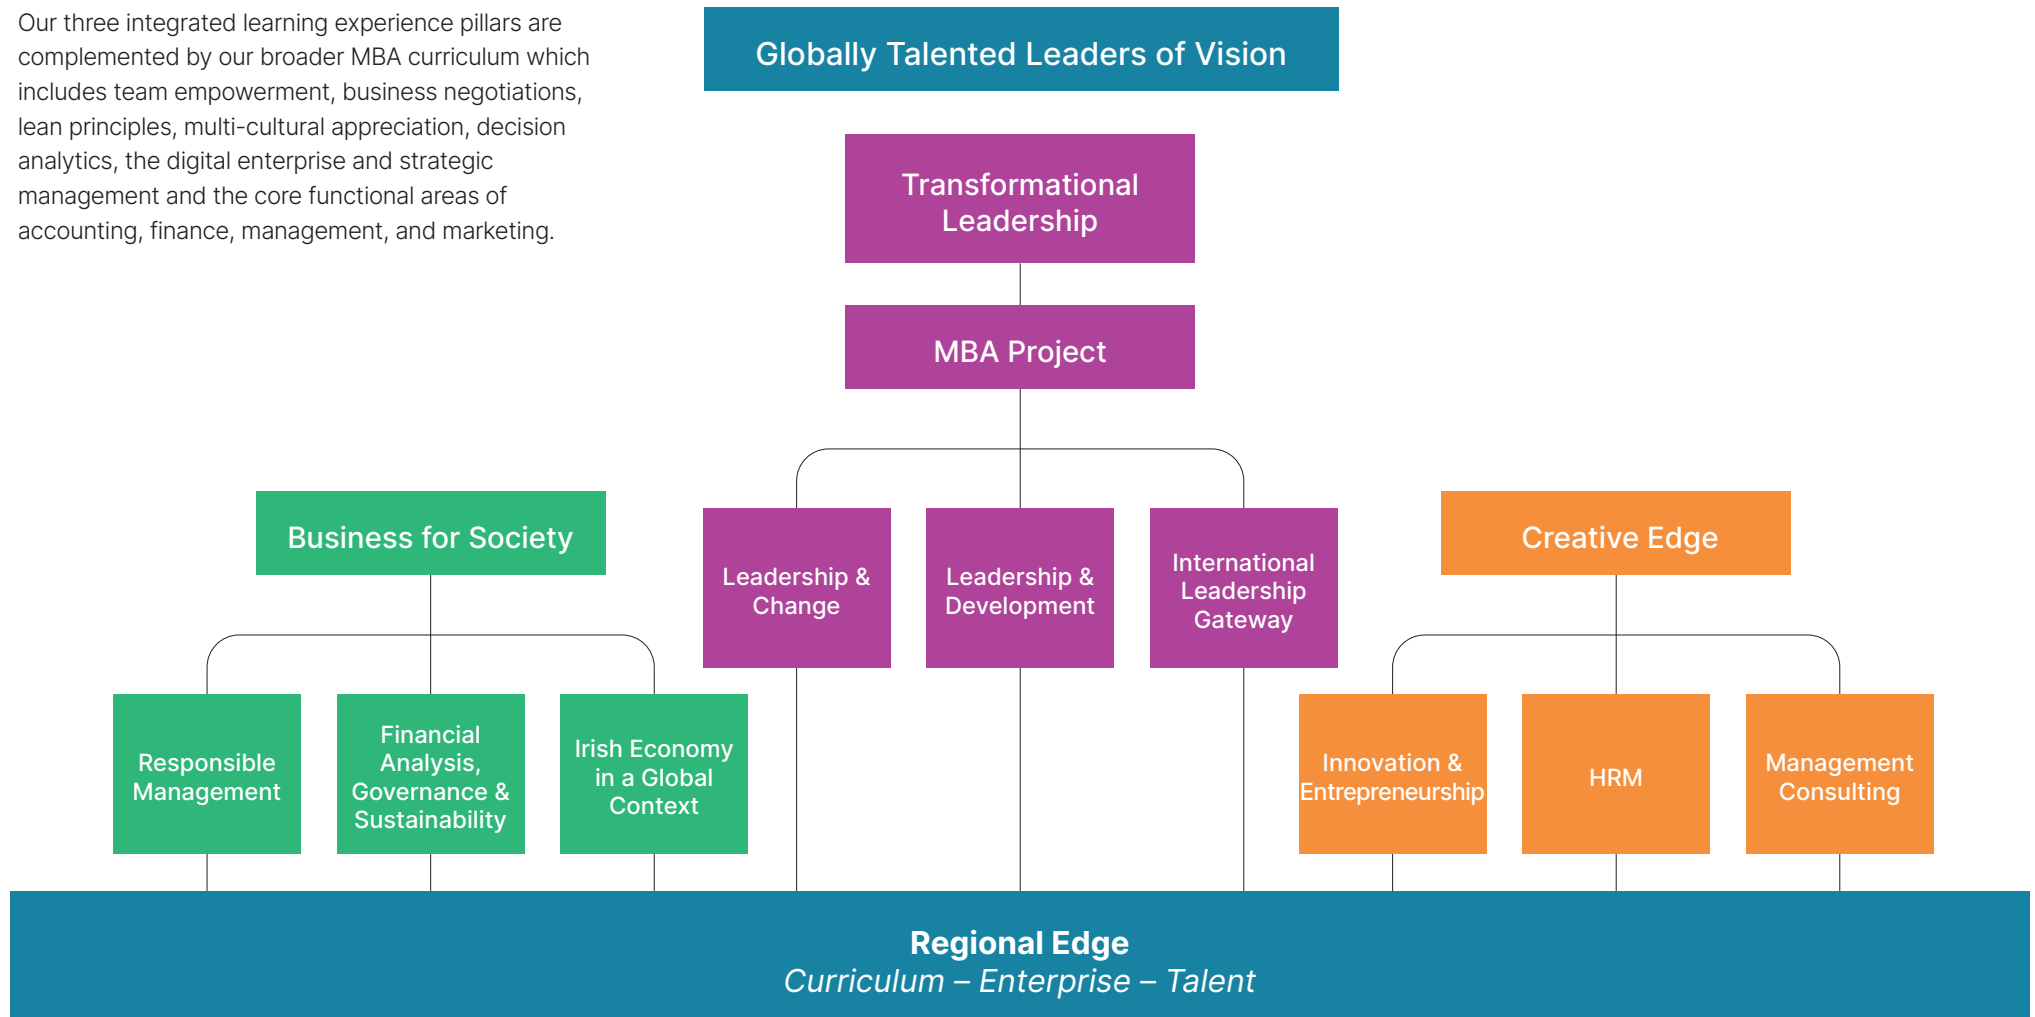 Our three integrated learning experience pillars are
complemented by our broader MBA curriculum which
includes team empowerment, business negotiations,
lean principles, multi-cultural appreciation, decision
analytics, the digital enterprise and strategic
management and the core functional areas of
accounting, finance, management, and marketing.
Globally Talented Leaders of Vision
Transformational
Leadership
MBA Project
Business for Society
Leadership &
Change
Leadership &
Development
International
Leadership
Gateway
Creative Edge
Responsible
Management
Financial
Analysis,
Governance &
Sustainability
Irish Economy
in a Global
Context
Innovation &
Entrepreneurship
HRM
Management
Consulting
Regional Edge
Curriculum – Enterprise – Talent